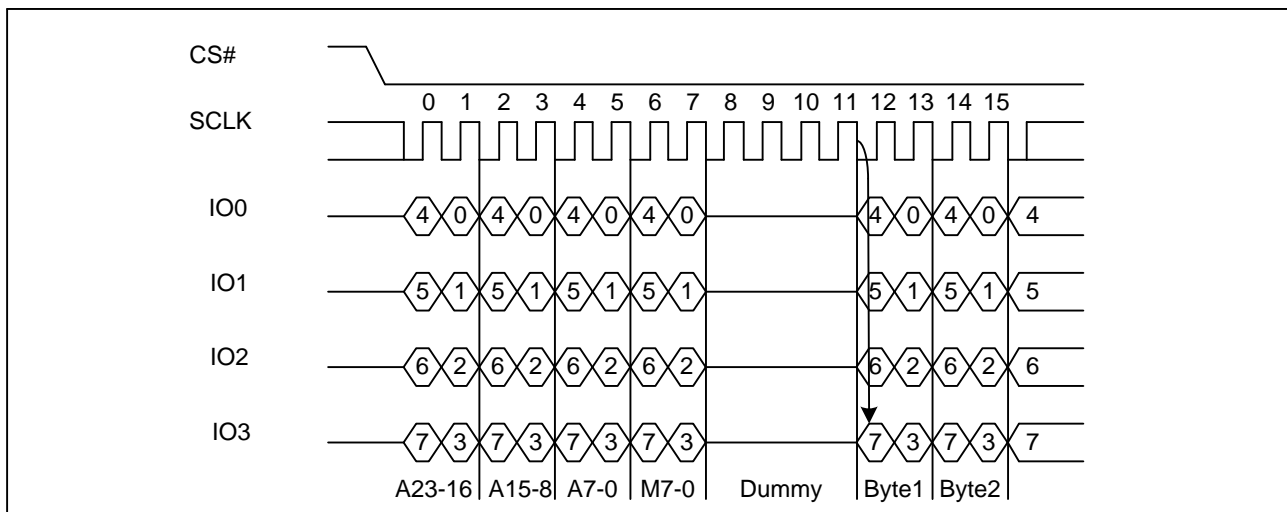 CS#
0 1 2 3 4 5 6 7 8 9 10 11 12 13 14 15
SCLK
IO0 4 0 4 0 4 0 4 0 4 0 4 0 4
IO1 5 1 5 1 5 1 5 1 5 1 5 1 5
IO2 6 2 6 2 6 2 6 2 6 2 6 2 6
IO3 7 3 7 3 7 3 7 3 7 3 7 3 7
A23-16 A15-8 A7-0 M7-0 Dummy Byte1 Byte2